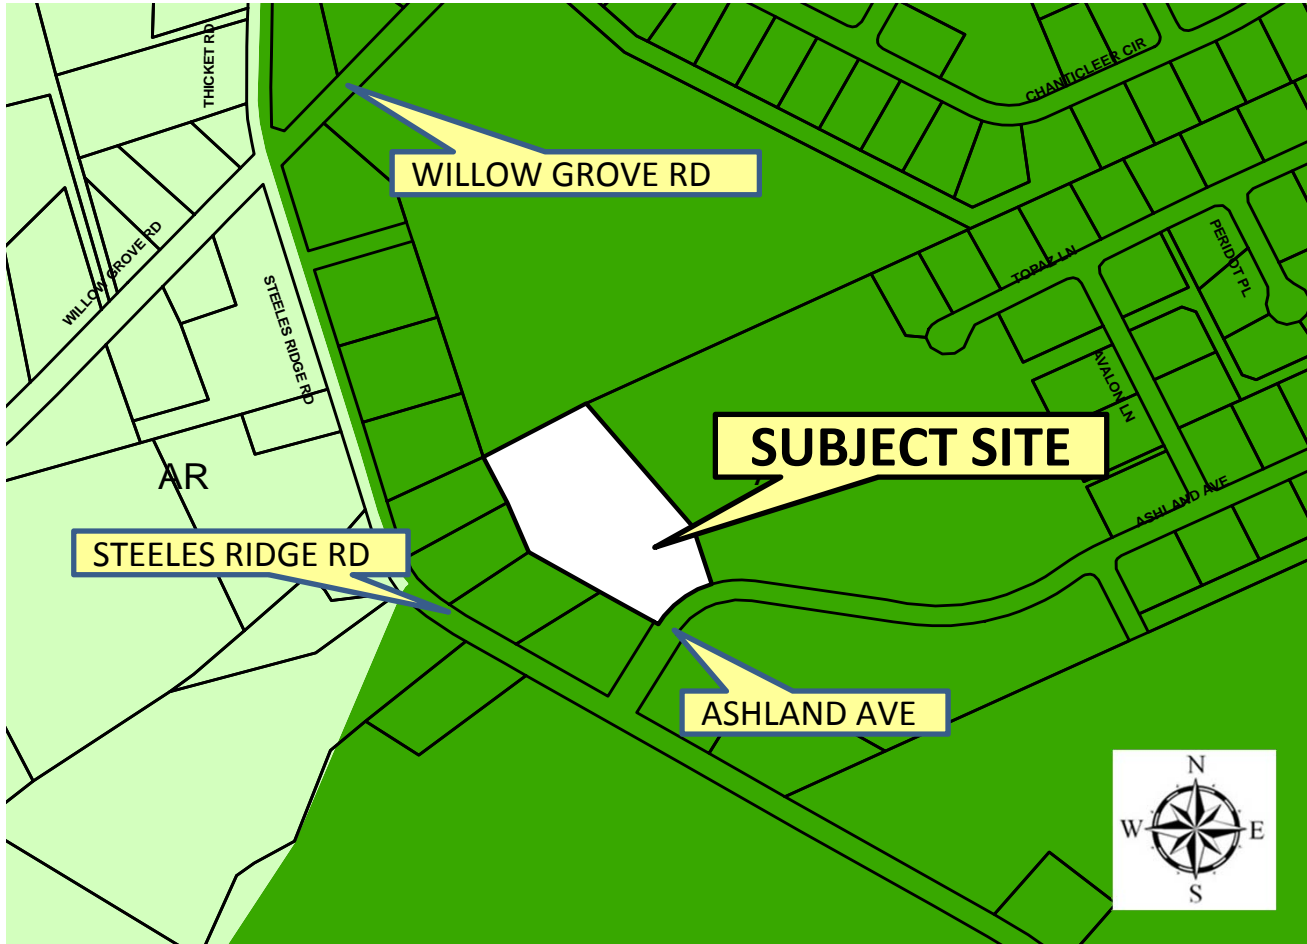 THICKET RD
CHANTICLEER CIR
WILLOW GROVE RD
WILLOW GROVE RD
PERIDOT PL
TOPAZ LN
STEELES RIDGE RD
AVALON LN
SUBJECT SITE
AR
ASHLAND AVE
STEELES RIDGE RD
ASHLAND AVE
N
W
E
S